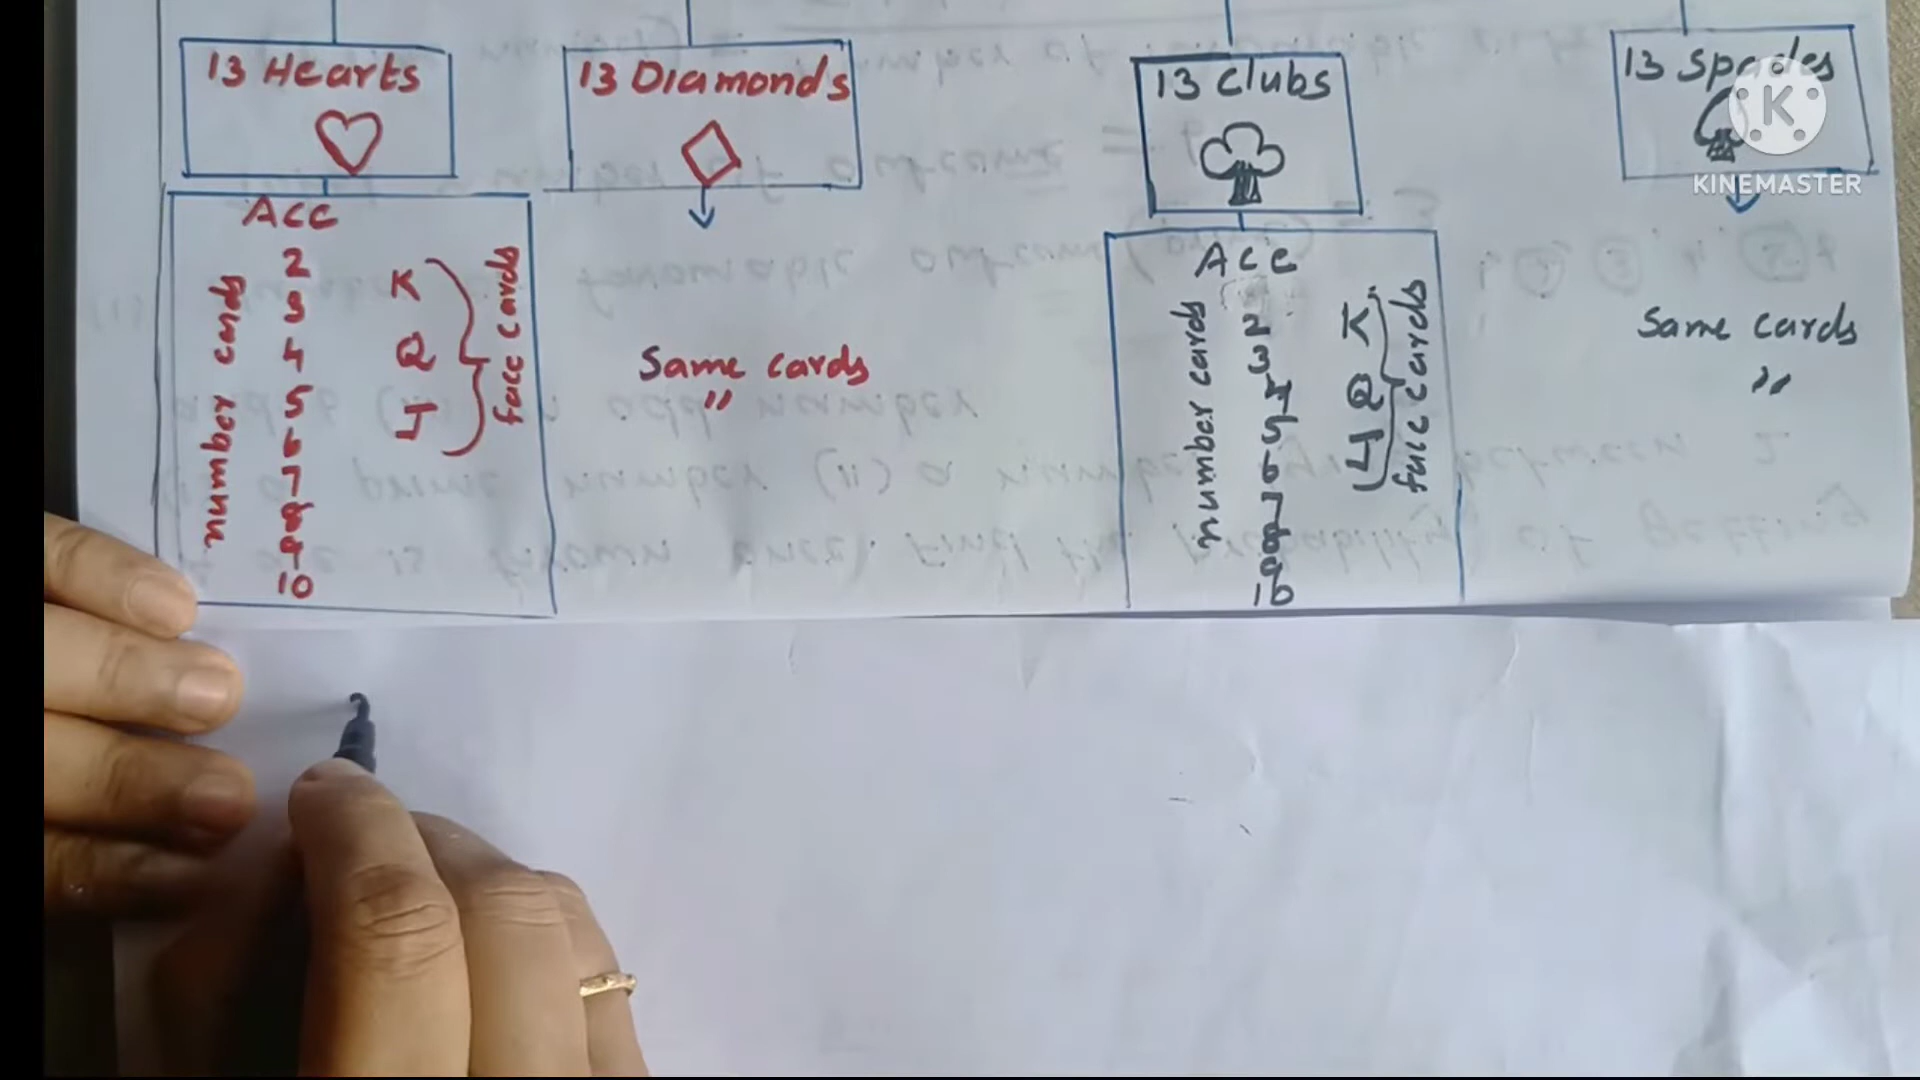 13 Hearts
13 Diamonds
13 Clubs
13 Spades
K
KINEMASTER
Ace
2
3
4
5
6
7
8
9
10
number cards
K
Q
J
face cards
Same cards
"
Ace
2
3
4
5
6
7
8
9
10
number cards
K
Q
J
face cards
Same cards
"